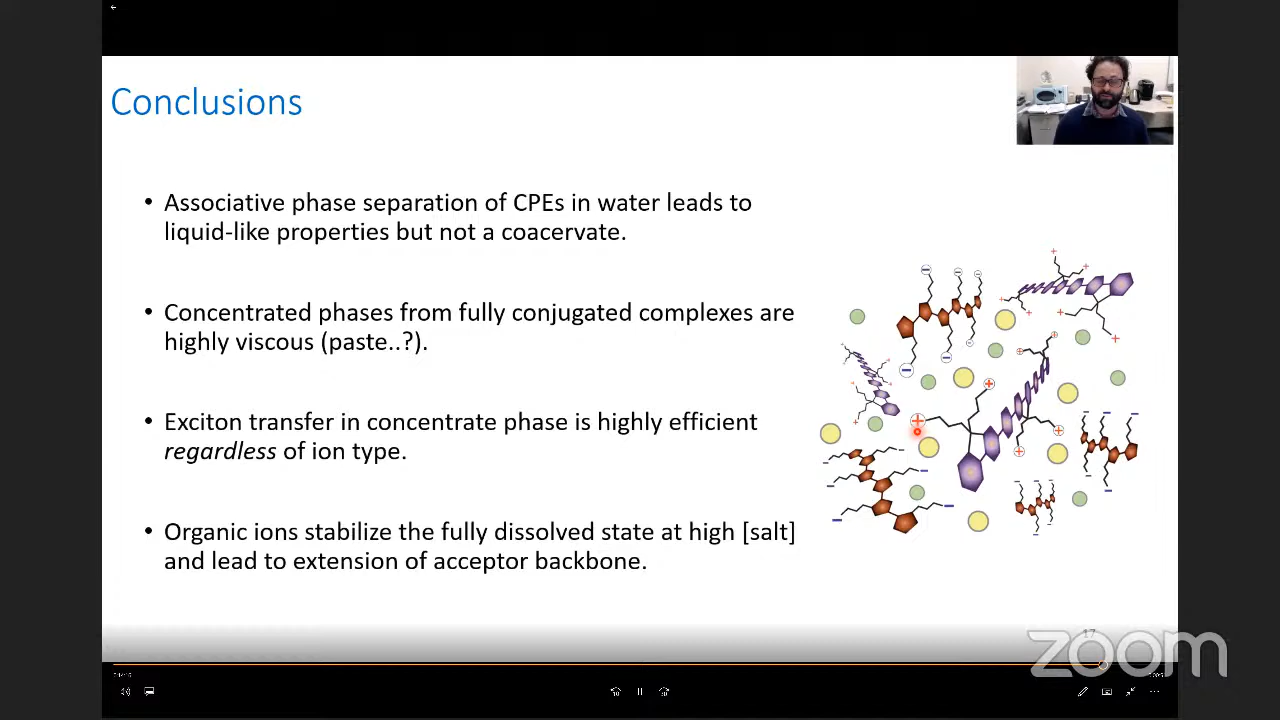 Conclusions
• Associative phase separation of CPEs in water leads to
liquid-like properties but not a coacervate.
• Concentrated phases from fully conjugated complexes are
highly viscous (paste..?).
• Exciton transfer in concentrate phase is highly efficient
regardless of ion type.
• Organic ions stabilize the fully dissolved state at high [salt]
and lead to extension of acceptor backbone.
17
zoom